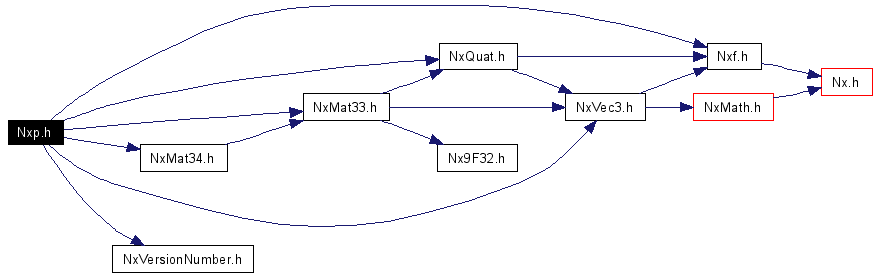 NxQuat.h
Nxf.h
Nx.h
NxMat33.h
NxVec3.h
NxMath.h
Nxp.h
NxMat34.h
Nx9F32.h
NxVersionNumber.h